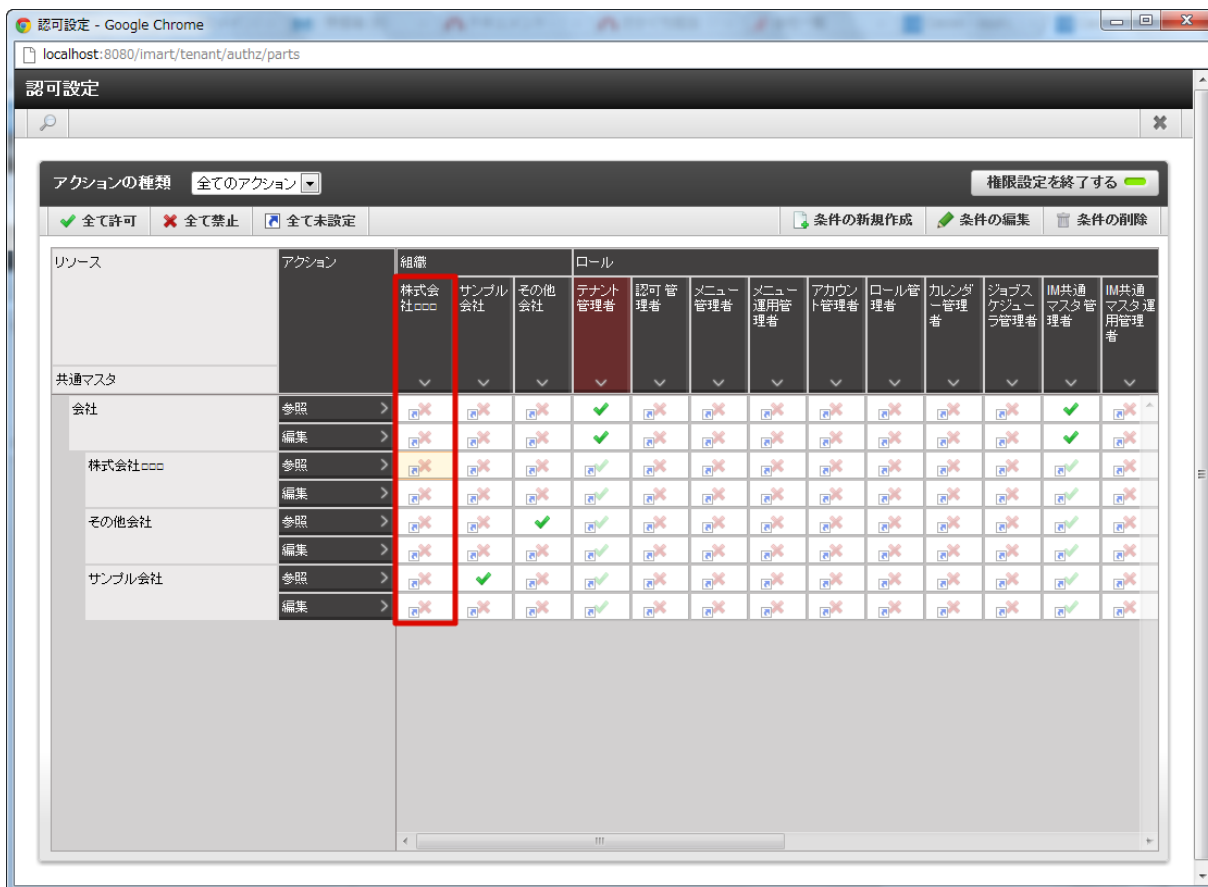 認可設定 - Google Chrome
localhost:8080/imart/tenant/authz/parts
認可設定
アクションの種類 全てのアクション 権限設定を終了する
全て許可 全て禁止 全て未設定 条件の新規作成 条件の編集 条件の削除
リソース アクション 組織 ロール
株式会社□□□
サンプル会社
その他会社
テナント管理者
認可管理者
メニュー管理者
メニュー運用管理者
アカウント管理者
ロール管理者
カレンダー管理者
ジョブスケジューラ管理者
IM共通マスタ管理者
IM共通マスタ運用管理者
共通マスタ
会社 参照
編集
株式会社□□□ 参照
編集
その他会社 参照
編集
サンプル会社 参照
編集